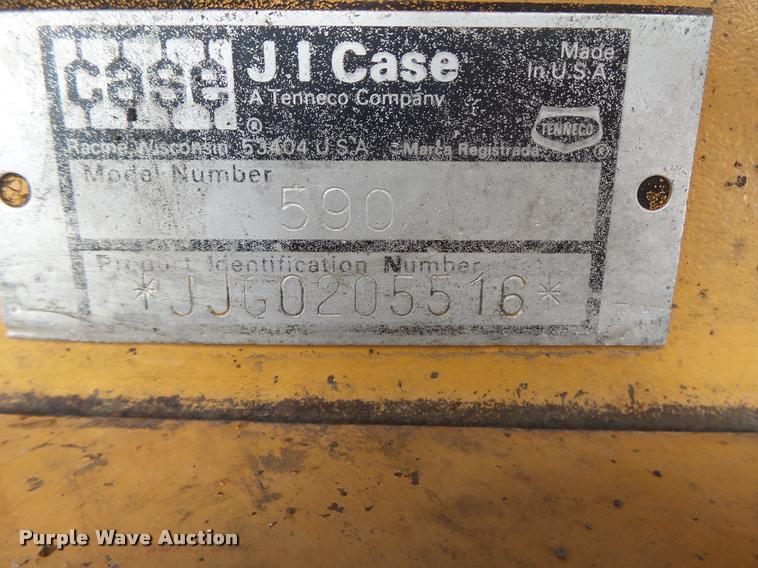 case
J I Case
A Tenneco Company
Made
In U.S.A.
TENNECO
®
®
Racine, Wisconsin 53404 U.S.A.
Marca Registrada
Model Number
590
Product Identification Number
*JJG0205516*
Purple Wave Auction